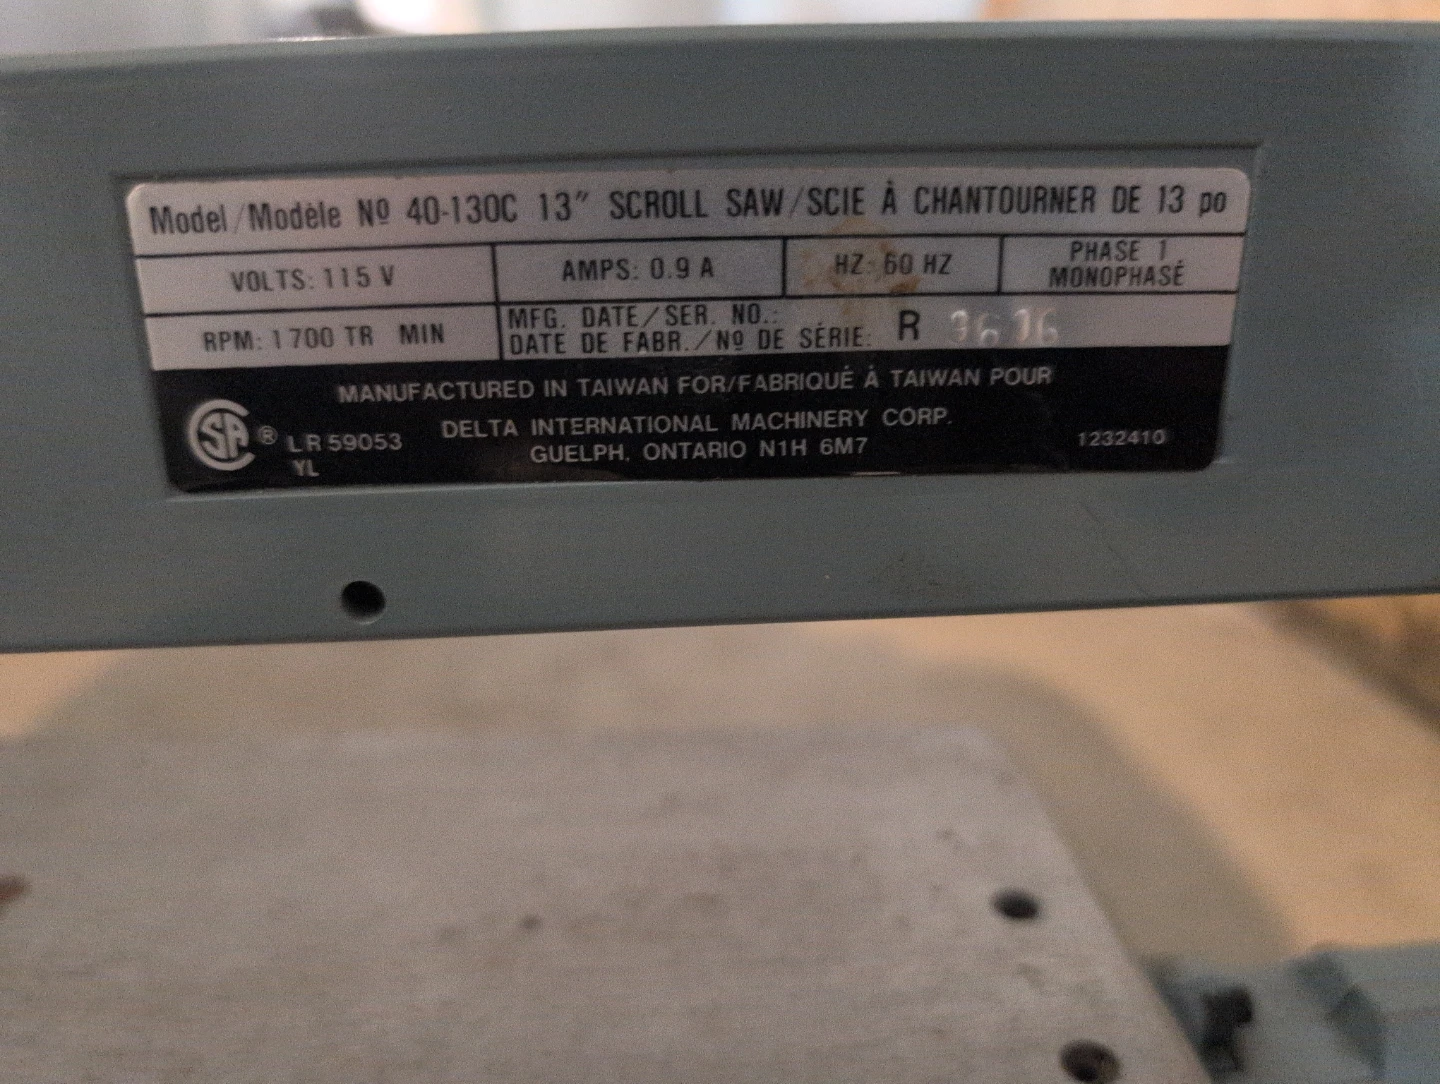 Model/Modèle Nº 40-130C 13" SCROLL SAW/SCIE À CHANTOURNER DE 13 po
VOLTS: 115 V
AMPS: 0.9 A
HZ: 60 HZ
PHASE 1
MONOPHASÉ
RPM: 1700 TR MIN
MFG. DATE/SER. NO.:
DATE DE FABR./Nº DE SÉRIE: R
MANUFACTURED IN TAIWAN FOR/FABRIQUÉ À TAIWAN POUR
DELTA INTERNATIONAL MACHINERY CORP.
GUELPH, ONTARIO N1H 6M7
CSA ® LR 59053
YL
1232410